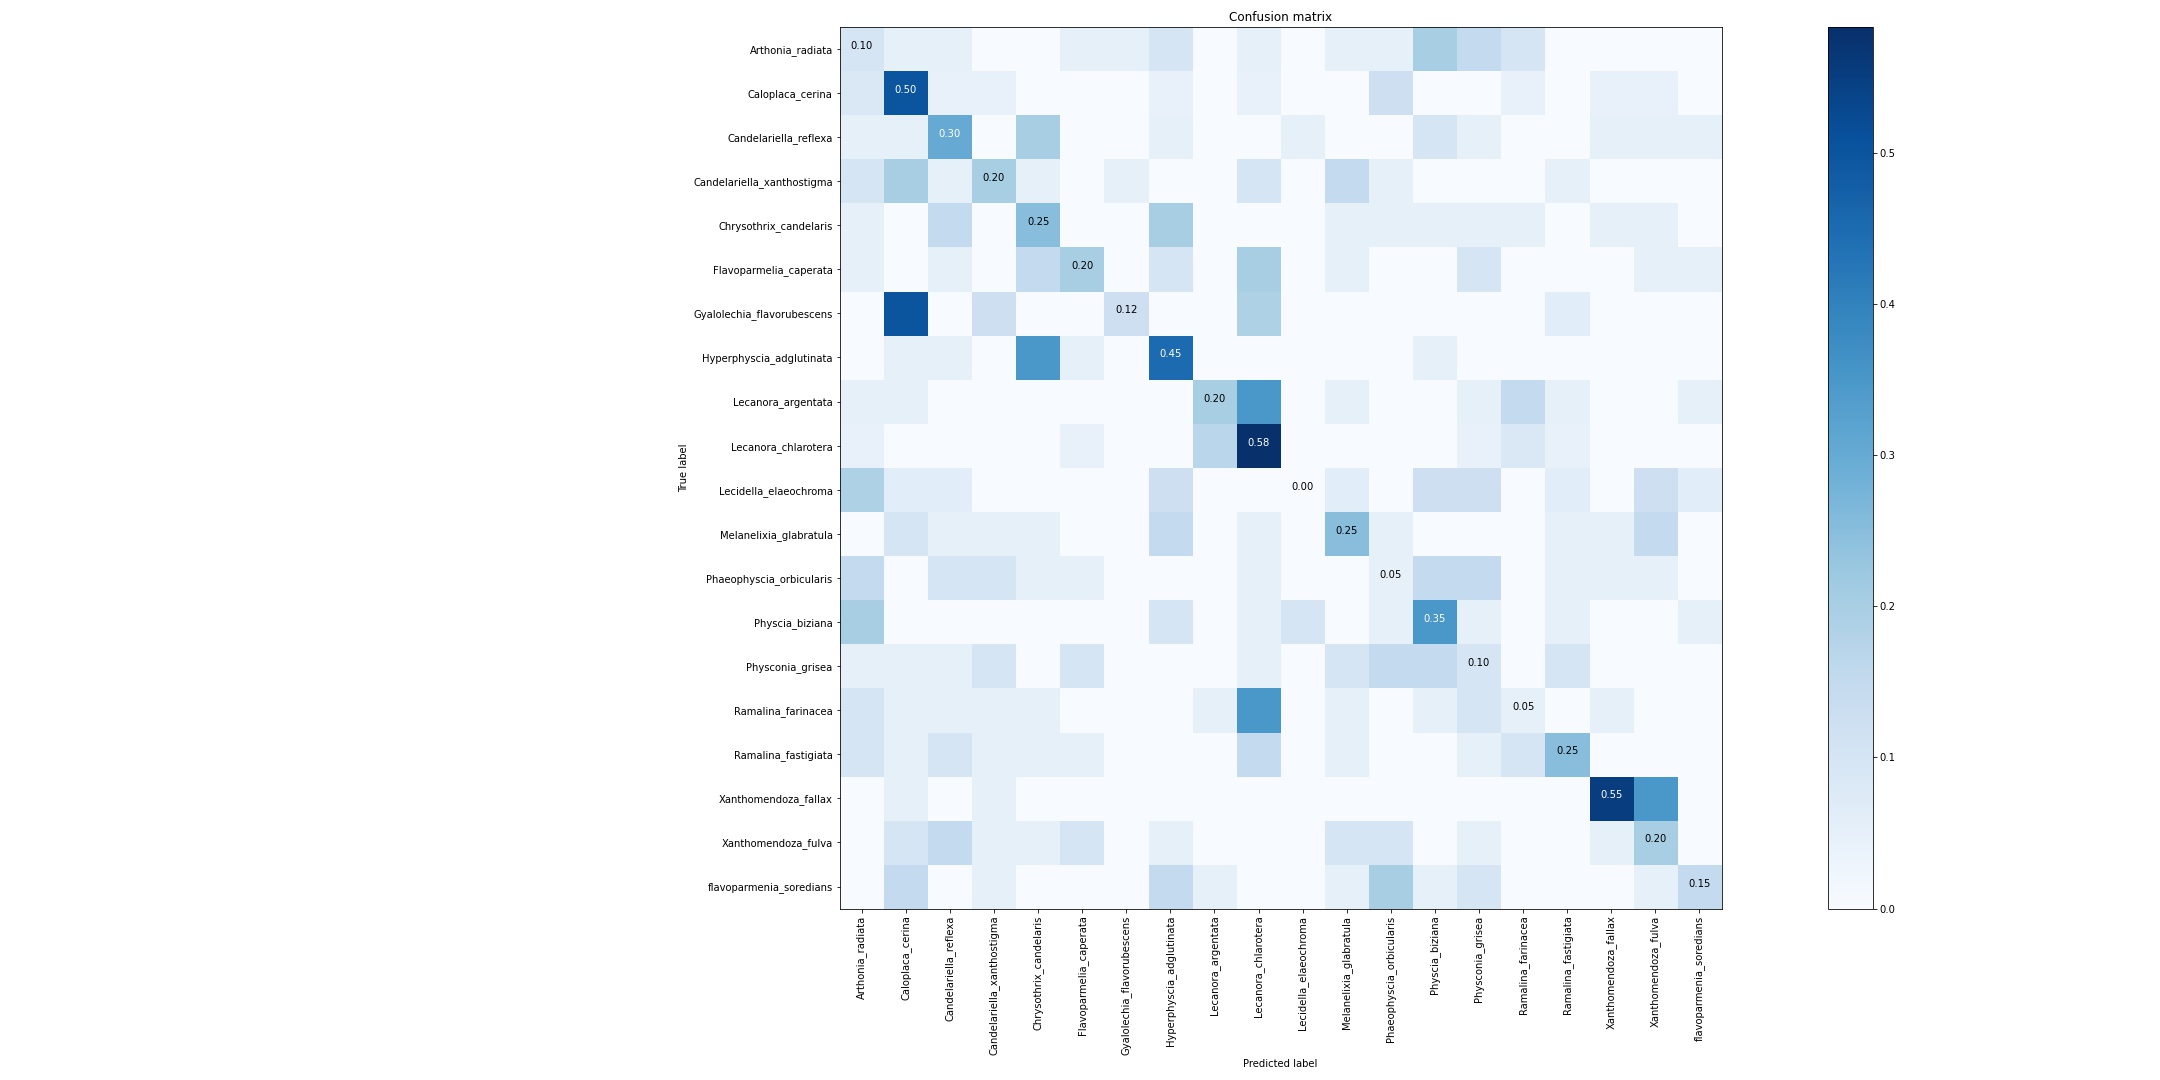 Confusion matrix
True label
Arthonia_radiata
Caloplaca_cerina
Candelariella_reflexa
Candelariella_xanthostigma
Chrysothrix_candelaris
Flavoparmelia_caperata
Gyalolechia_flavorubescens
Hyperphyscia_adglutinata
Lecanora_argentata
Lecanora_chlarotera
Lecidella_elaeochroma
Melanelixia_glabratula
Phaeophyscia_orbicularis
Physcia_biziana
Physconia_grisea
Ramalina_farinacea
Ramalina_fastigiata
Xanthomendoza_fallax
Xanthomendoza_fulva
flavoparmenia_soredians
0.10
0.50
0.30
0.20
0.25
0.20
0.12
0.45
0.20
0.58
0.00
0.25
0.05
0.35
0.10
0.05
0.25
0.55
0.20
0.15
Arthonia_radiata
Caloplaca_cerina
Candelariella_reflexa
Candelariella_xanthostigma
Chrysothrix_candelaris
Flavoparmelia_caperata
Gyalolechia_flavorubescens
Hyperphyscia_adglutinata
Lecanora_argentata
Lecanora_chlarotera
Lecidella_elaeochroma
Melanelixia_glabratula
Phaeophyscia_orbicularis
Physcia_biziana
Physconia_grisea
Ramalina_farinacea
Ramalina_fastigiata
Xanthomendoza_fallax
Xanthomendoza_fulva
flavoparmenia_soredians
Predicted label
0.5
0.4
0.3
0.2
0.1
0.0